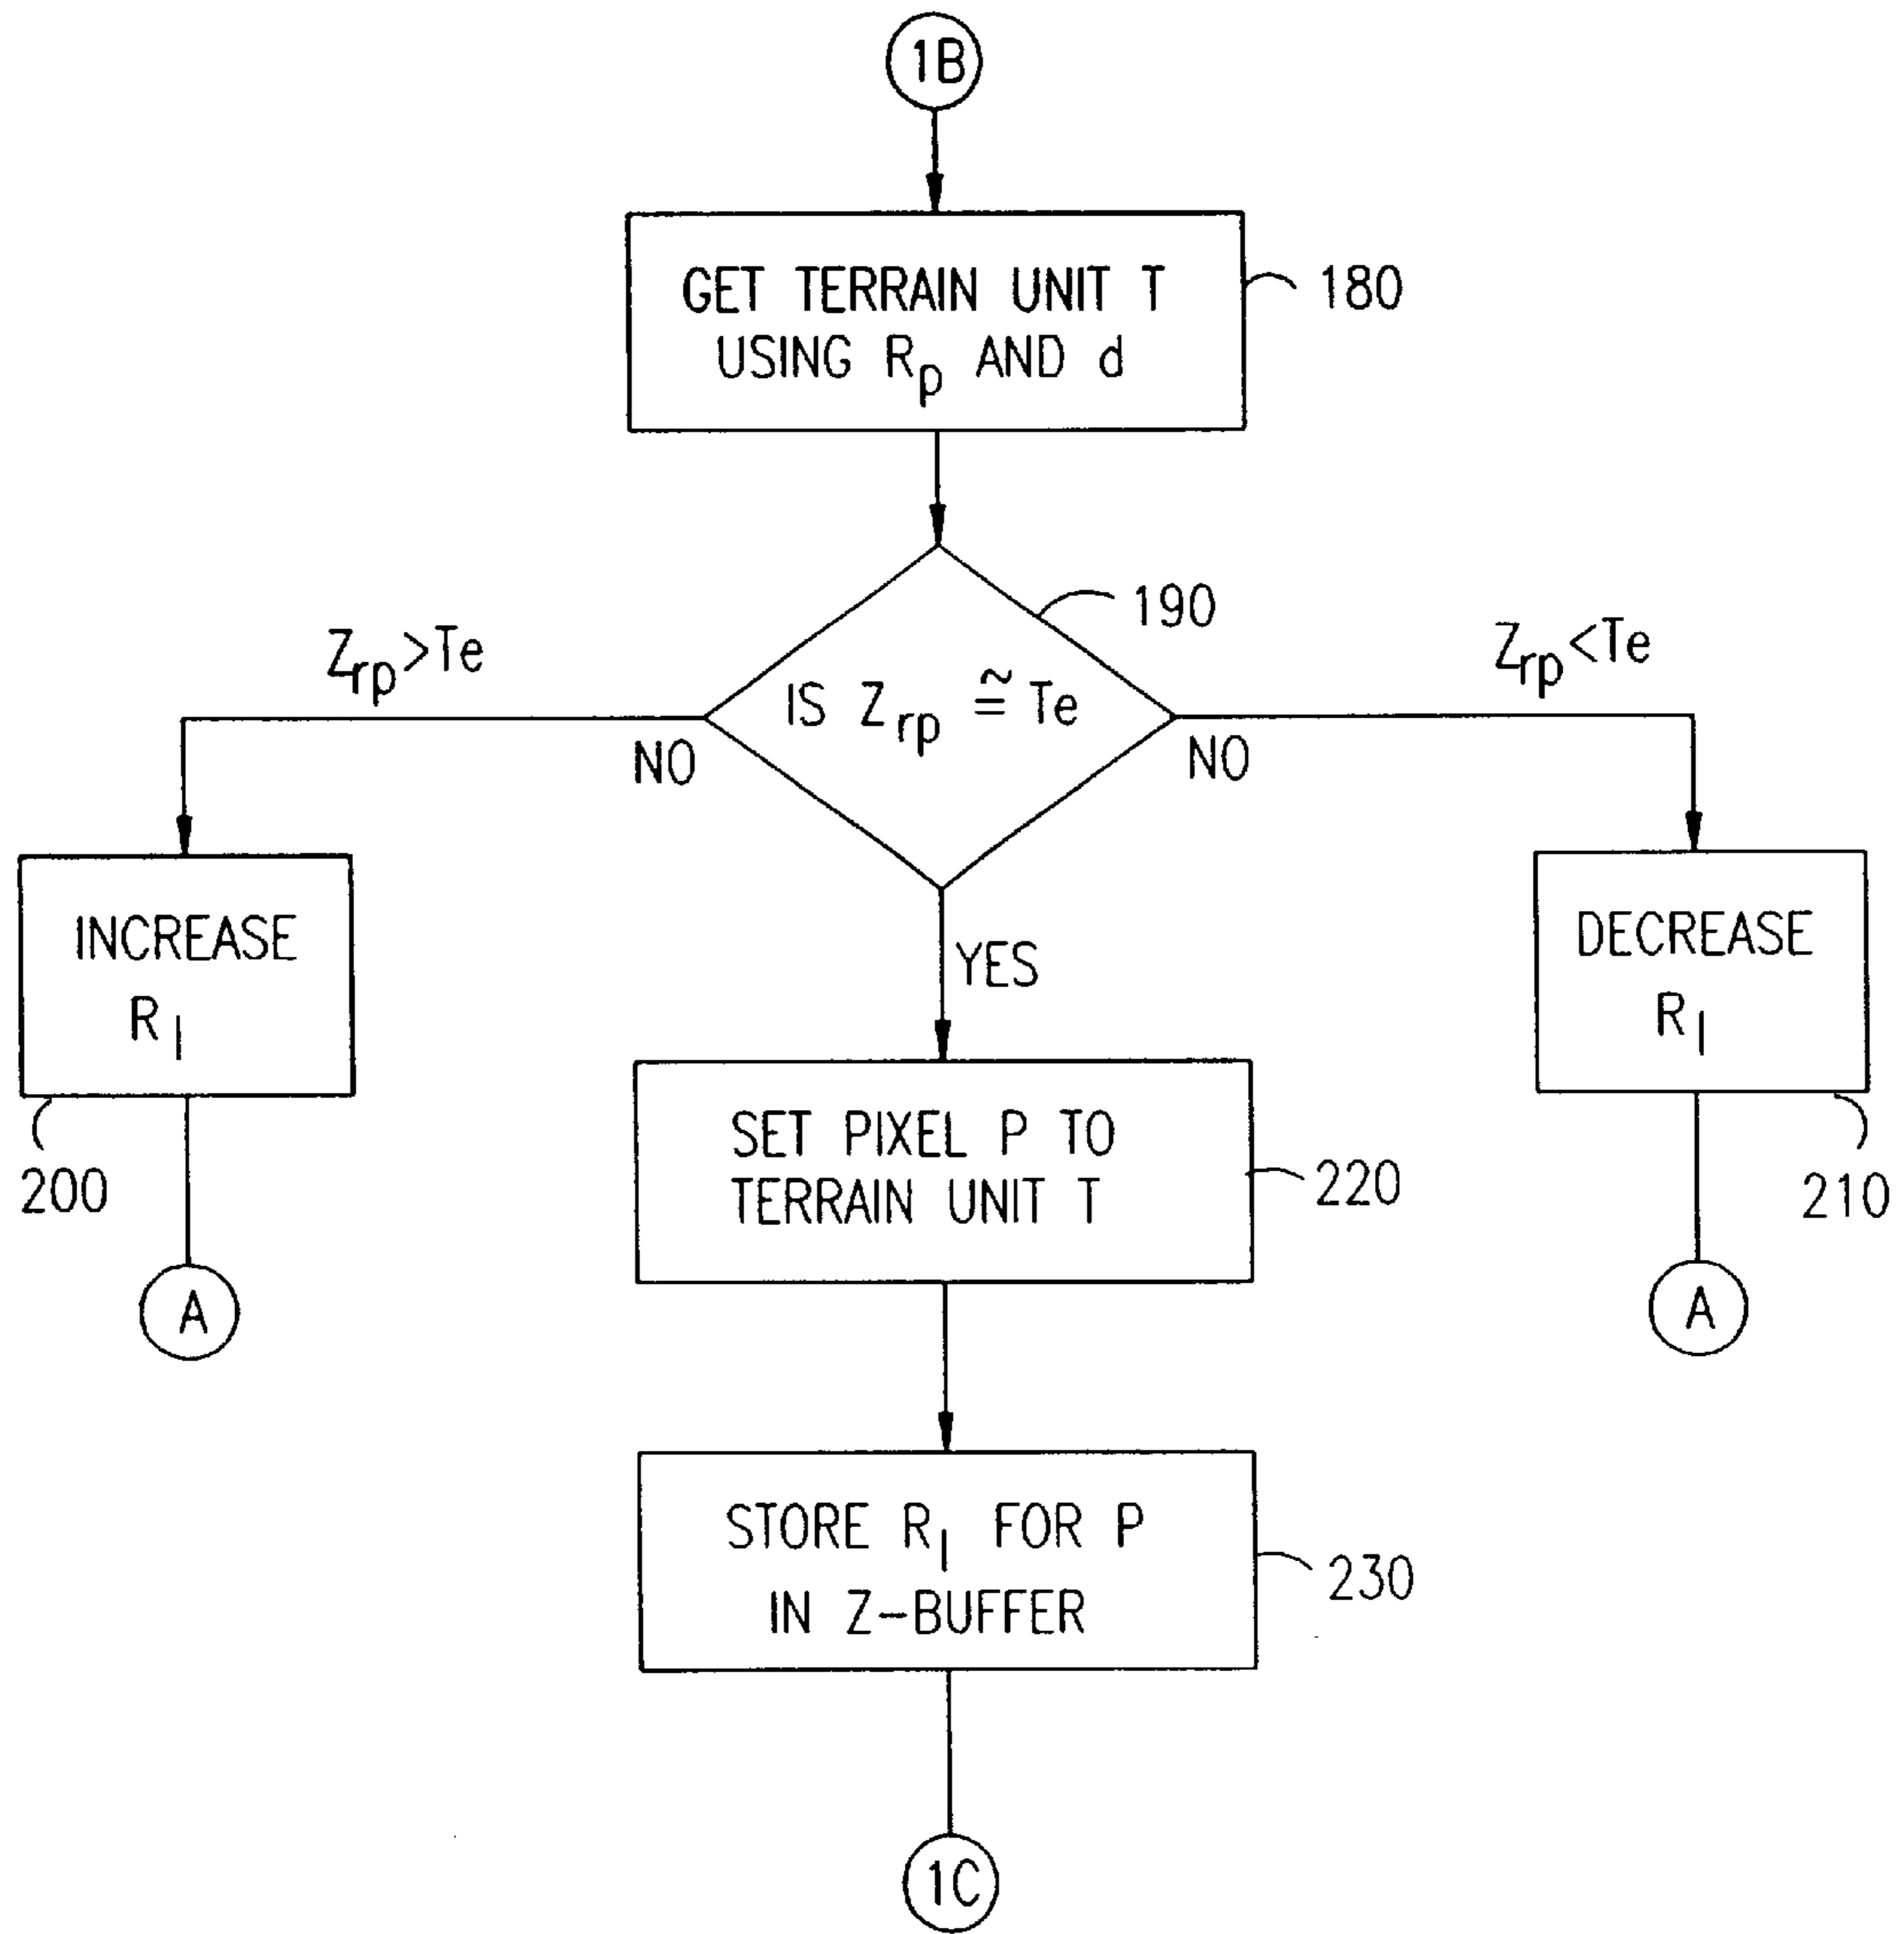 1B
GET TERRAIN UNIT T
USING Rp AND d
180
190
Zrp>Te
Zrp<Te
IS Zrp ≅ Te
NO
NO
INCREASE
Rl
DECREASE
Rl
YES
200
210
SET PIXEL P TO
TERRAIN UNIT T
220
A
A
STORE Rl FOR P
IN Z-BUFFER
230
1C